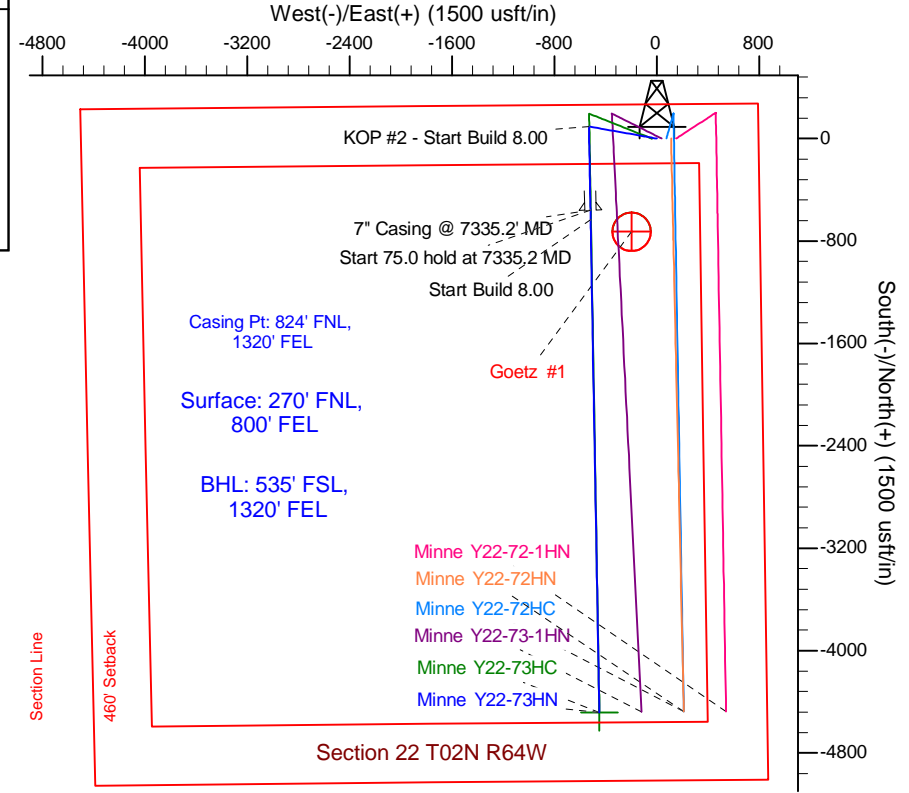 West(-)/East(+) (1500 usft/in)
-4800 -4000 -3200 -2400 -1600 -800 0 800
KOP #2 - Start Build 8.00
0
7" Casing @ 7335.2' MD
-800
Start 75.0 hold at 7335.2 MD
Start Build 8.00
Casing Pt: 824' FNL,
1320' FEL
-1600
Goetz #1
Surface: 270' FNL,
800' FEL
-2400
South(-)/North(+) (1500 usft/in)
BHL: 535' FSL,
1320' FEL
-3200
Minne Y22-72-1HN
Minne Y22-72HN
Minne Y22-72HC
Minne Y22-73-1HN
-4000
Minne Y22-73HC
Minne Y22-73HN
Section Line
460' Setback
Section 22 T02N R64W
-4800